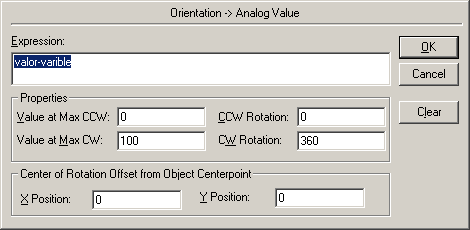 Orientation -> Analog Value
Expression:
valor-varible
OK
Cancel
Clear
Properties
Value at Max CCW: 0 CCW Rotation: 0
Value at Max CW: 100 CW Rotation: 360
Center of Rotation Offset from Object Centerpoint
X Position: 0 Y Position: 0